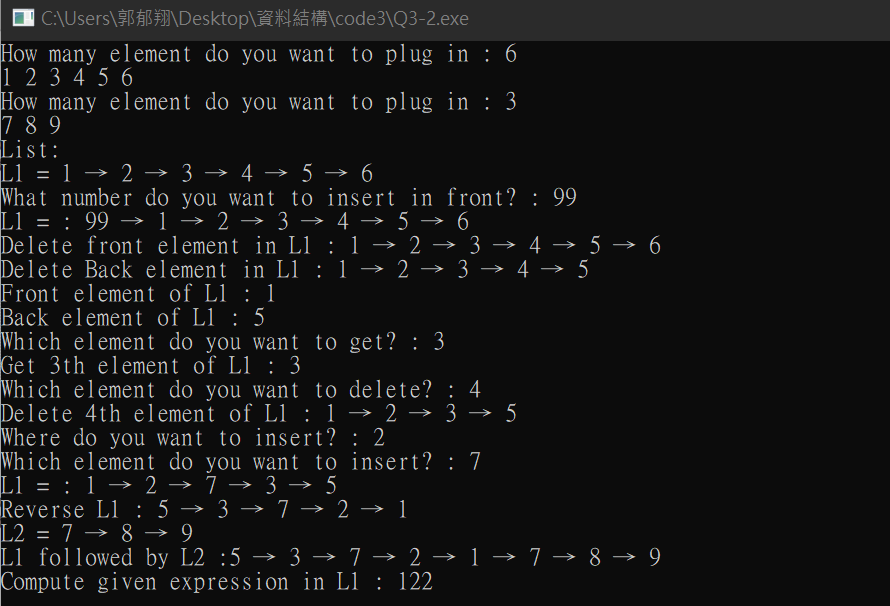 C:\Users\郭郁翔\Desktop\資料結構\code3\Q3-2.exe
How many element do you want to plug in : 6
1 2 3 4 5 6
How many element do you want to plug in : 3
7 8 9
List:
L1 = 1 → 2 → 3 → 4 → 5 → 6
What number do you want to insert in front? : 99
L1 = : 99 → 1 → 2 → 3 → 4 → 5 → 6
Delete front element in L1 : 1 → 2 → 3 → 4 → 5 → 6
Delete Back element in L1 : 1 → 2 → 3 → 4 → 5
Front element of L1 : 1
Back element of L1 : 5
Which element do you want to get? : 3
Get 3th element of L1 : 3
Which element do you want to delete? : 4
Delete 4th element of L1 : 1 → 2 → 3 → 5
Where do you want to insert? : 2
Which element do you want to insert? : 7
L1 = : 1 → 2 → 7 → 3 → 5
Reverse L1 : 5 → 3 → 7 → 2 → 1
L2 = 7 → 8 → 9
L1 followed by L2 :5 → 3 → 7 → 2 → 1 → 7 → 8 → 9
Compute given expression in L1 : 122